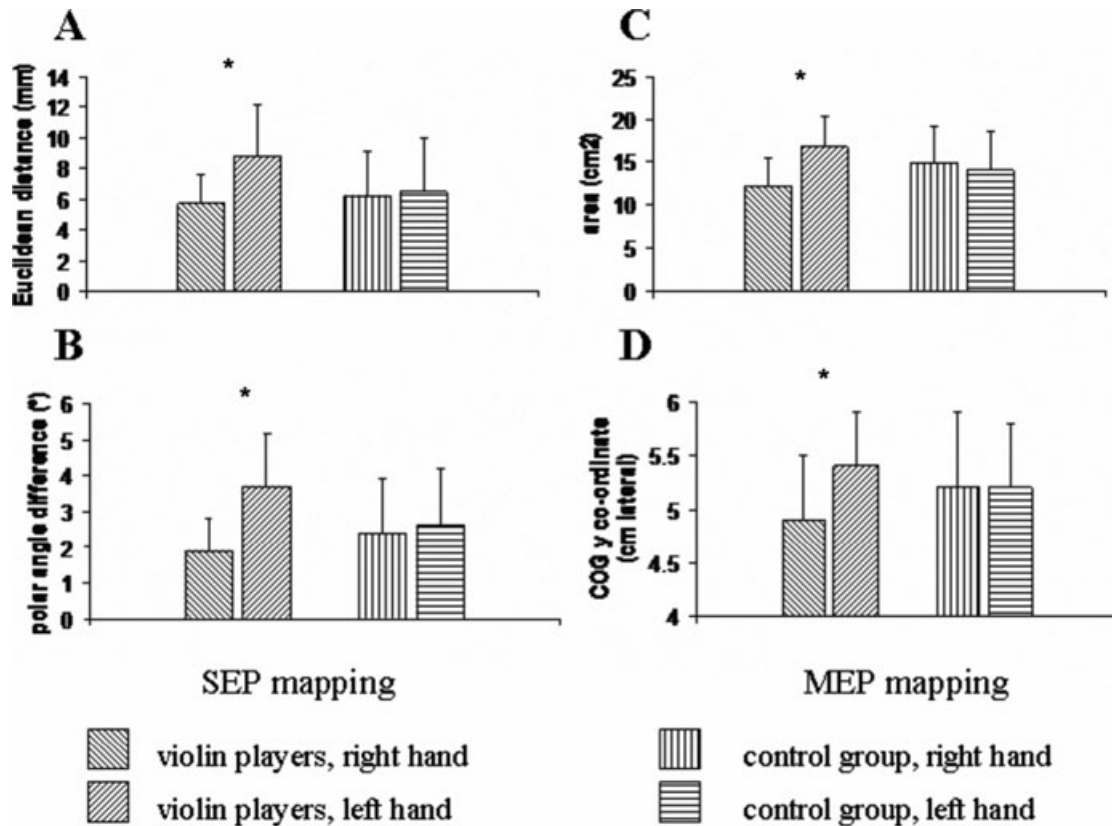 A
Euclidean distance (mm)
14
12
10
8
6
4
2
0
*
C
area (cm2)
25
20
15
10
5
0
*
B
polar angle difference (°)
6
5
4
3
2
1
0
*
D
COG y co-ordinate
(cm lateral)
6
5.5
5
4.5
4
*
SEP mapping
MEP mapping
violin players, right hand
control group, right hand
violin players, left hand
control group, left hand